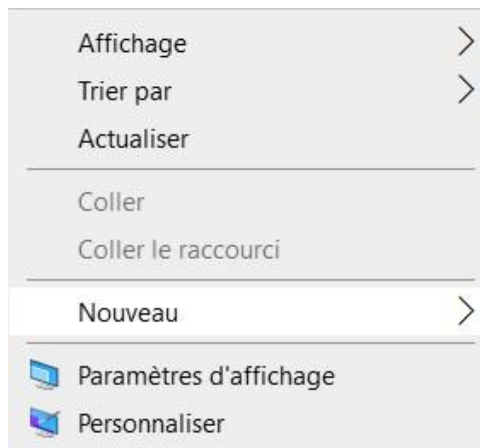 Affichage
Trier par
Actualiser
Coller
Coller le raccourci
Nouveau
Paramètres d'affichage
Personnaliser